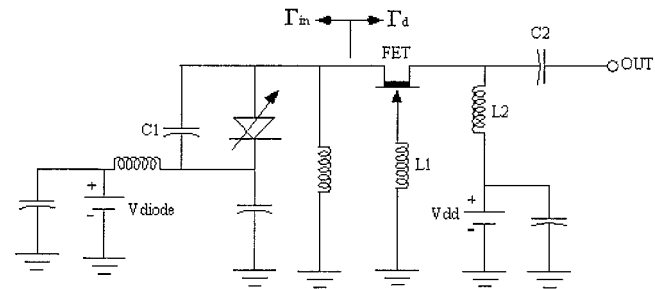 Γin Γd
FET
C2
OUT
C1
L2
L1
+
-
Vdiode
+
-
Vdd